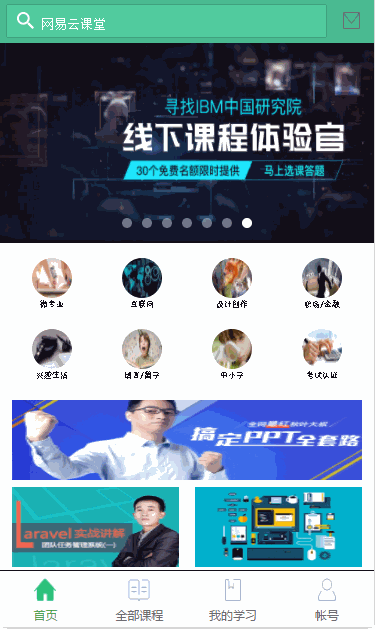 网易云课堂
寻找IBM中国研究院
线下课程体验官
30个免费名额限时提供
马上选课答题
微专业
互联网
设计创作
职场/金融
兴趣生活
语言/留学
中小学
考试认证
全网最红秋叶大叔
搞定PPT全套路
Laravel 实战讲解
团队任务管理系统(一)
首页
全部课程
我的学习
帐号